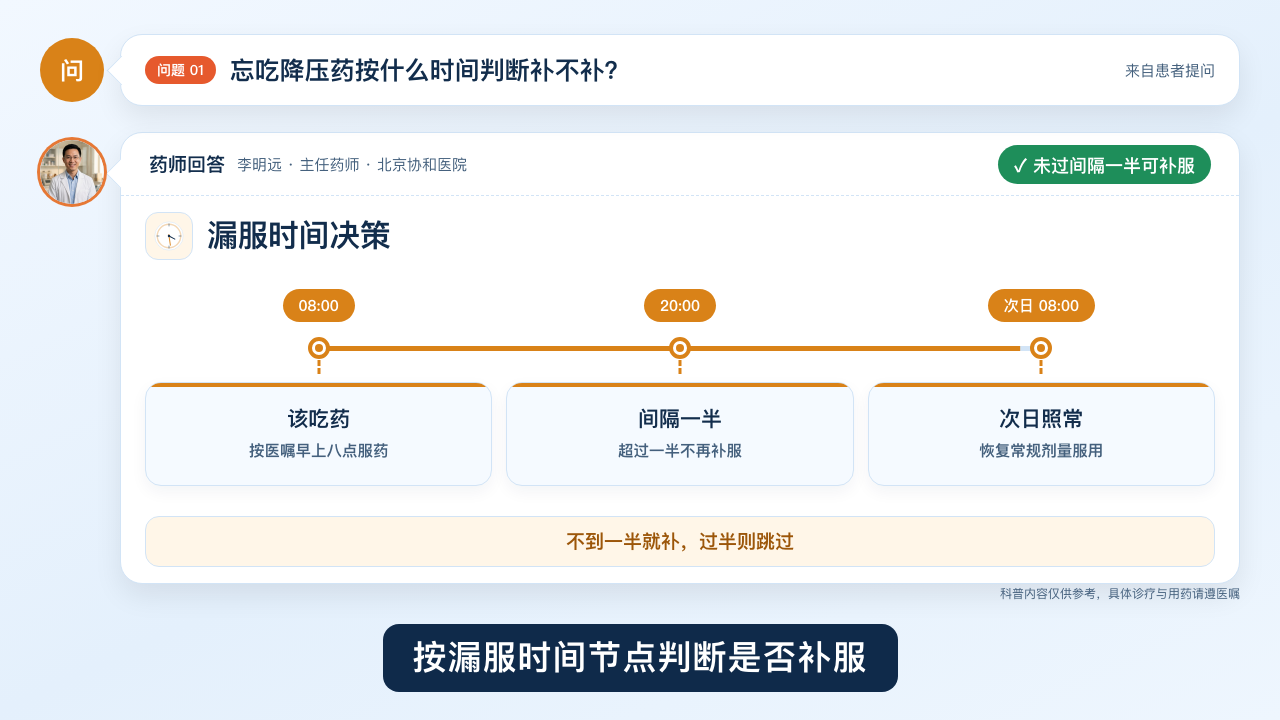 问
问题 01
忘吃降压药按什么时间判断补不补?
来自患者提问
药师回答
李明远 · 主任药师 · 北京协和医院
✓ 未过间隔一半可补服
漏服时间决策
08:00
20:00
次日 08:00
该吃药
按医嘱早上八点服药
间隔一半
超过一半不再补服
次日照常
恢复常规剂量服用
不到一半就补，过半则跳过
科普内容仅供参考，具体诊疗与用药请遵医嘱
按漏服时间节点判断是否补服